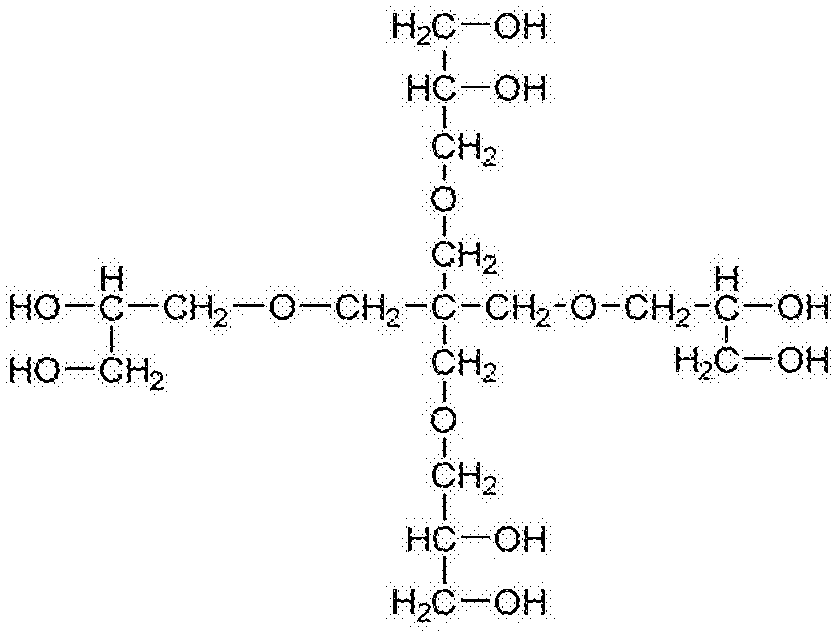 H₂C—OH
HC—OH
CH₂
O
CH₂
H H
HO—C—CH₂—O—CH₂—C—CH₂—O—CH₂—C—OH
HO—CH₂ H₂C—OH
CH₂
O
CH₂
HC—OH
H₂C—OH